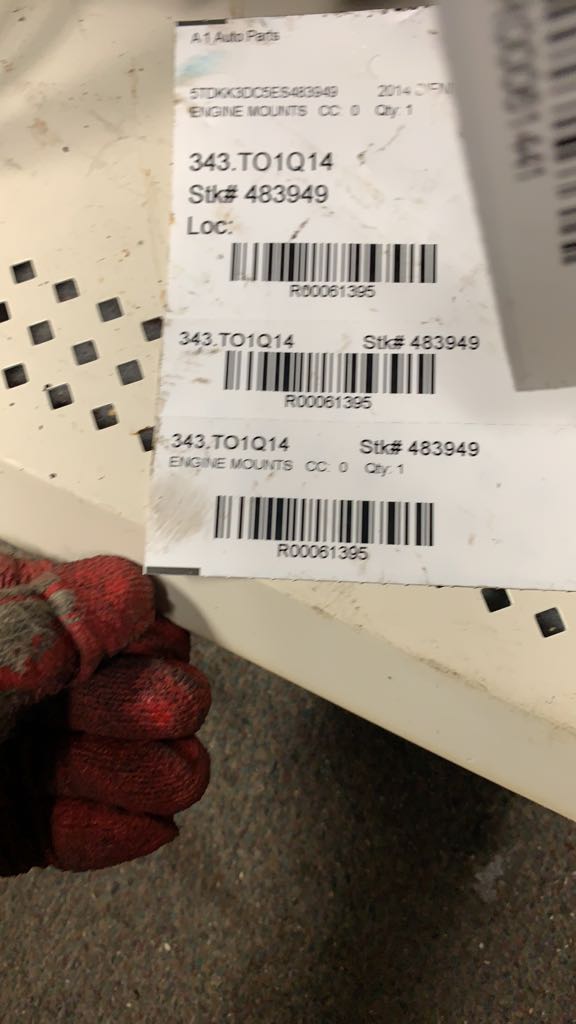 A1 Auto Parts
5TDKK3DC5ES483949 2014
ENGINE MOUNTS CC: 0 Qty: 1
343.TO1Q14
Stk# 483949
Loc:
R00061395
343.TO1Q14 Stk# 483949
R00061395
343.TO1Q14 Stk# 483949
ENGINE MOUNTS CC: 0 Qty: 1
R00061395